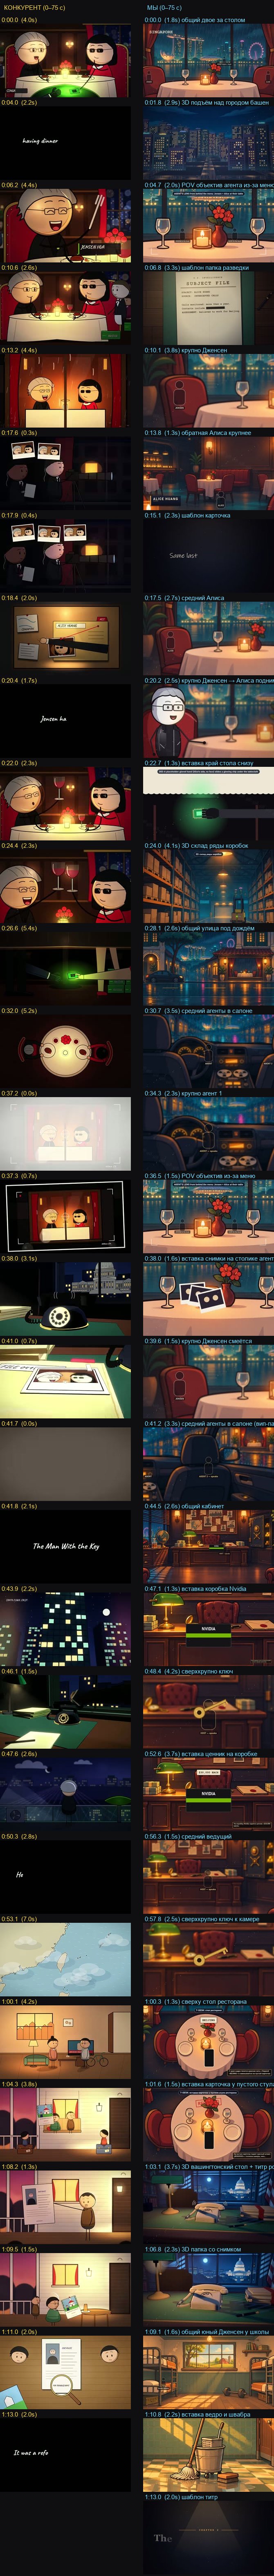 КОНКУРЕНТ (0–75 с)
0:00.0 (4.0s)
0:04.0 (2.2s)
having dinner
0:06.2 (4.4s)
0:10.6 (2.6s)
0:13.2 (4.4s)
0:17.6 (0.3s)
0:17.9 (0.4s)
0:18.4 (2.0s)
0:20.4 (1.7s)
Jensen ha
0:22.0 (2.3s)
0:24.4 (2.3s)
0:26.6 (5.4s)
0:32.0 (5.2s)
0:37.2 (0.0s)
0:37.3 (0.7s)
0:38.0 (3.1s)
0:41.0 (0.7s)
0:41.7 (0.0s)
0:41.8 (2.1s)
The Man With the Key
0:43.9 (2.2s)
0:46.1 (1.5s)
0:47.6 (2.6s)
0:50.3 (2.8s)
He
0:53.1 (7.0s)
1:00.1 (4.2s)
1:04.3 (3.8s)
1:08.2 (1.3s)
1:09.5 (1.5s)
1:11.0 (2.0s)
1:13.0 (2.0s)
It was a refo
МЫ (0–75 с)
0:00.0 (1.8s) общий двое за столом
SINGAPORE
0:01.8 (2.9s) 3D подъём над городом башен
0:04.7 (2.0s) POV объектив агента из-за меню
0:06.8 (3.3s) шаблон папка разведки
SUBJECT FILE
0:10.1 (3.8s) крупно Дженсен
0:13.8 (1.3s) обратная Алиса крупнее
ALICE HUANG
0:15.1 (2.3s) шаблон карточка
Same last
0:17.5 (2.7s) средний Алиса
0:20.2 (2.5s) крупно Дженсен → Алиса подни
0:22.7 (1.3s) вставка край стола снизу
0:24.0 (4.1s) 3D склад ряды коробок
0:28.1 (2.6s) общий улица под дождём
0:30.7 (3.5s) средний агенты в салоне
0:34.3 (2.3s) крупно агент 1
0:36.5 (1.5s) POV объектив из-за меню
0:38.0 (1.6s) вставка снимки на столике агент
0:39.6 (1.5s) крупно Дженсен смеётся
0:41.2 (3.3s) средний агенты в салоне (вип-па
0:44.5 (2.6s) общий кабинет
0:47.1 (1.3s) вставка коробка Nvidia
NVIDIA
0:48.4 (4.2s) сверхкрупно ключ
0:52.6 (3.7s) вставка ценник на коробке
NVIDIA
0:56.3 (1.5s) средний ведущий
0:57.8 (2.5s) сверхкрупно ключ к камере
1:00.3 (1.3s) сверху стол ресторана
1:01.6 (1.5s) вставка карточка у пустого стул
1:03.1 (3.7s) 3D вашингтонский стол + титр ро
1:06.8 (2.3s) 3D папка со снимком
1:09.1 (1.6s) общий юный Дженсен у школы
1:10.8 (2.2s) вставка ведро и швабра
1:13.0 (2.0s) шаблон титр
The